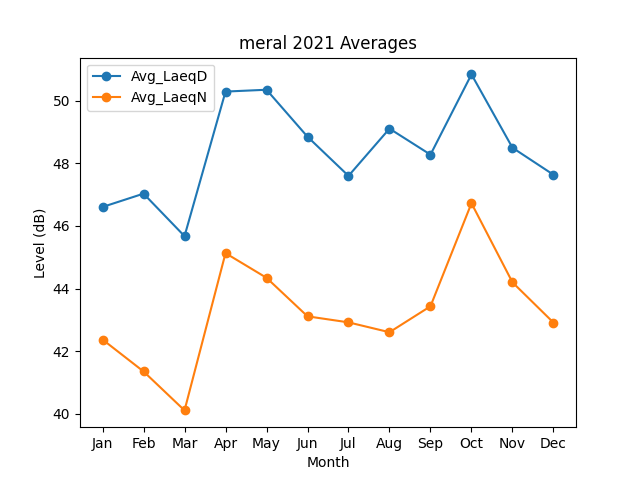 meral 2021 Averages
Avg_LaeqD
Avg_LaeqN
Level (dB)
50
48
46
44
42
40
Jan Feb Mar Apr May Jun Jul Aug Sep Oct Nov Dec
Month